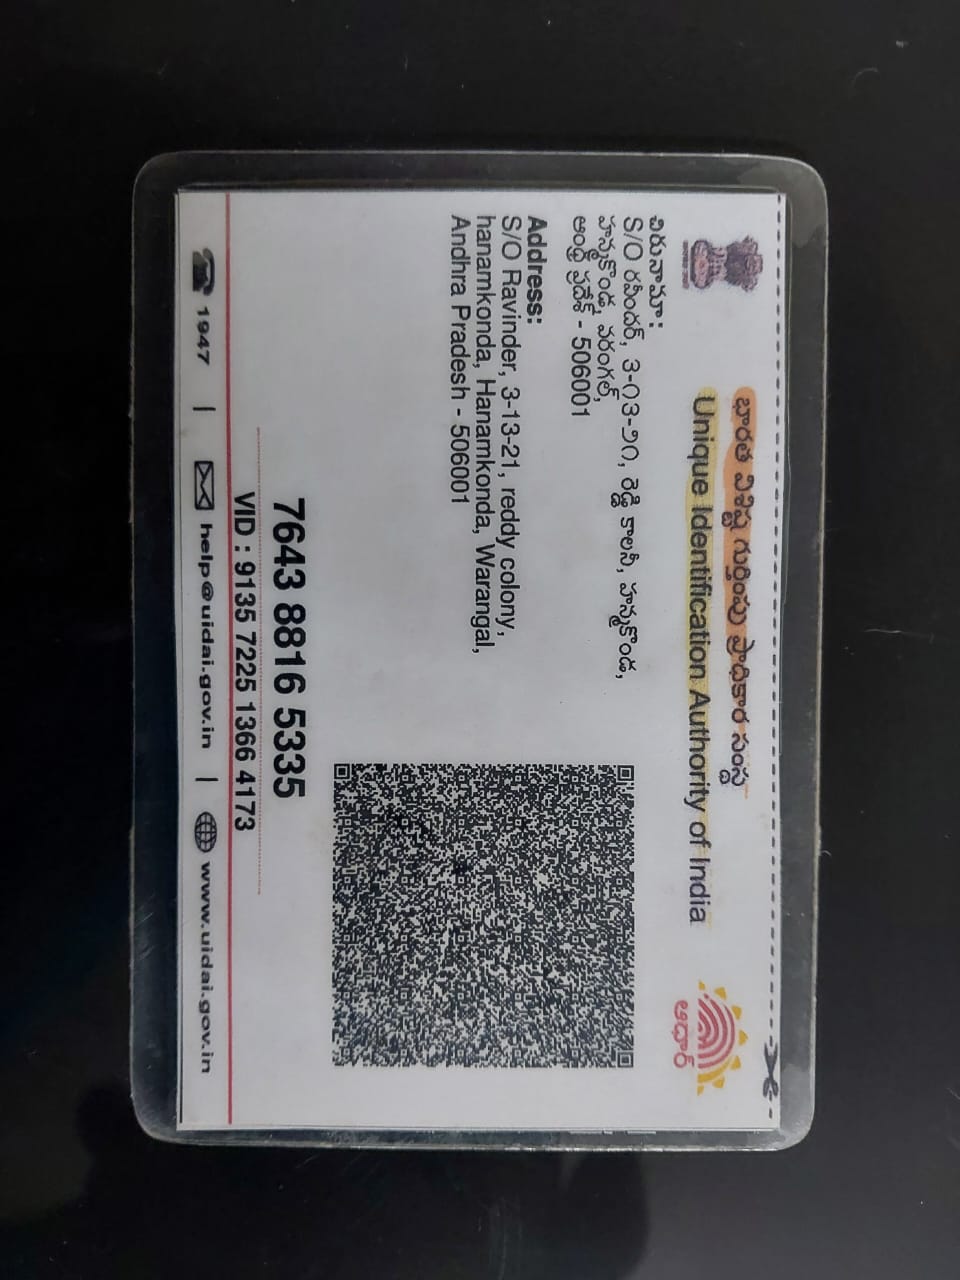 భారత విశిష్ట గుర్తింపు ప్రాధికార సంస్థ
Unique Identification Authority of India
ఆధార్
చిరునామా:
S/O రవిందర్, 3-౧3-౨౧, రెడ్డి కాలనీ, హన్మకొండ,
హన్మకొండ, వరంగల్,
ఆంధ్ర ప్రదేశ్ - 506001
Address:
S/O Ravinder, 3-13-21, reddy colony,
hanamkonda, Hanamkonda, Warangal,
Andhra Pradesh - 506001
7643 8816 5335
VID : 9135 7225 1366 4173
1947 | help@uidai.gov.in | www.uidai.gov.in